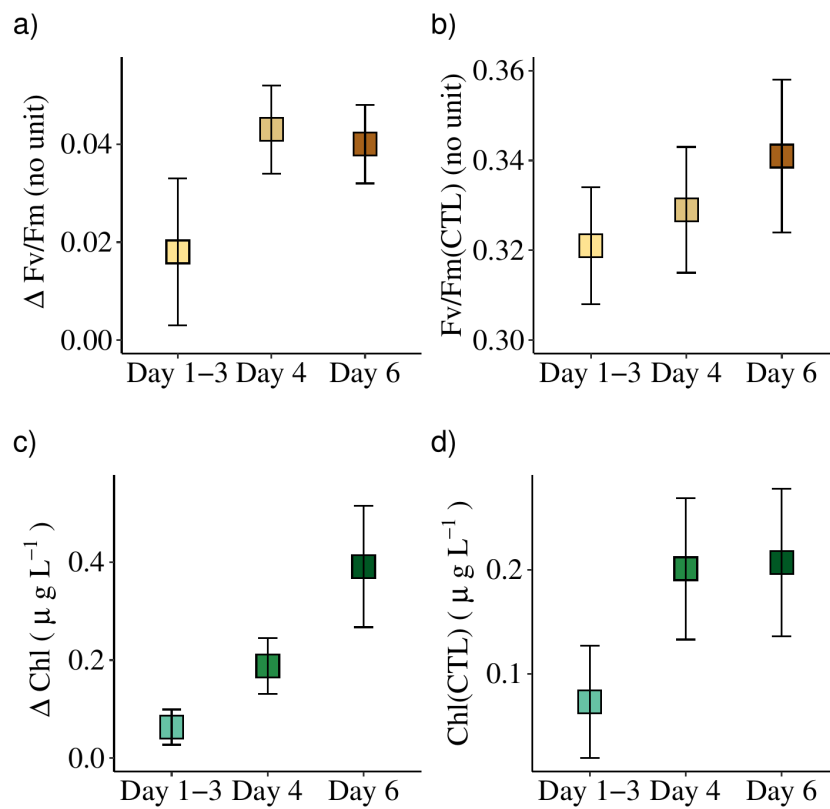 a)
Δ Fv/Fm (no unit)
0.04
0.02
0.00
Day 1−3 Day 4 Day 6
b)
Fv/Fm(CTL) (no unit)
0.36
0.34
0.32
0.30
Day 1−3 Day 4 Day 6
c)
Δ Chl ( μ g L⁻¹ )
0.4
0.2
0.0
Day 1−3 Day 4 Day 6
d)
Chl(CTL) ( μ g L⁻¹ )
0.2
0.1
Day 1−3 Day 4 Day 6